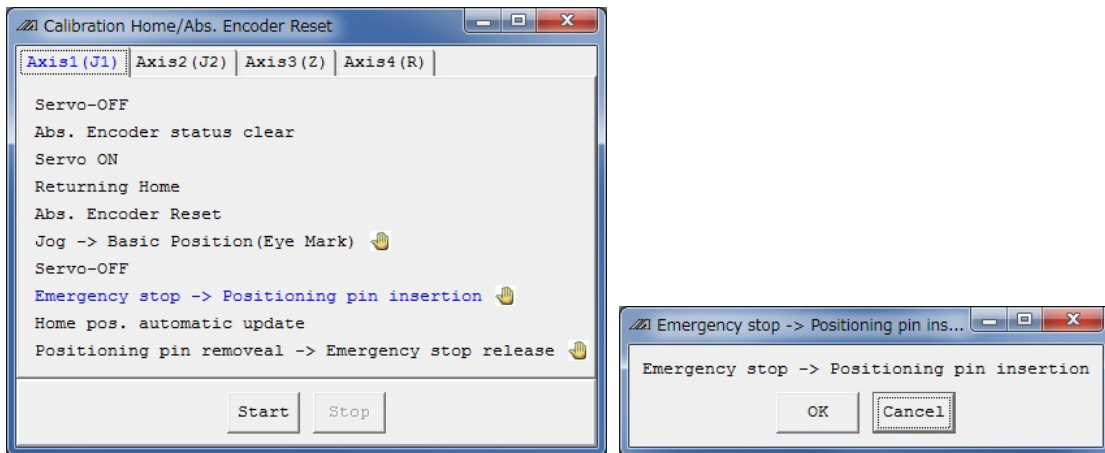 Calibration Home/Abs. Encoder Reset
Axis1(J1) Axis2(J2) Axis3(Z) Axis4(R)
Servo-OFF
Abs. Encoder status clear
Servo ON
Returning Home
Abs. Encoder Reset
Jog -> Basic Position(Eye Mark)
Servo-OFF
Emergency stop -> Positioning pin insertion
Home pos. automatic update
Positioning pin removeal -> Emergency stop release
Start Stop
Emergency stop -> Positioning pin ins...
Emergency stop -> Positioning pin insertion
OK Cancel